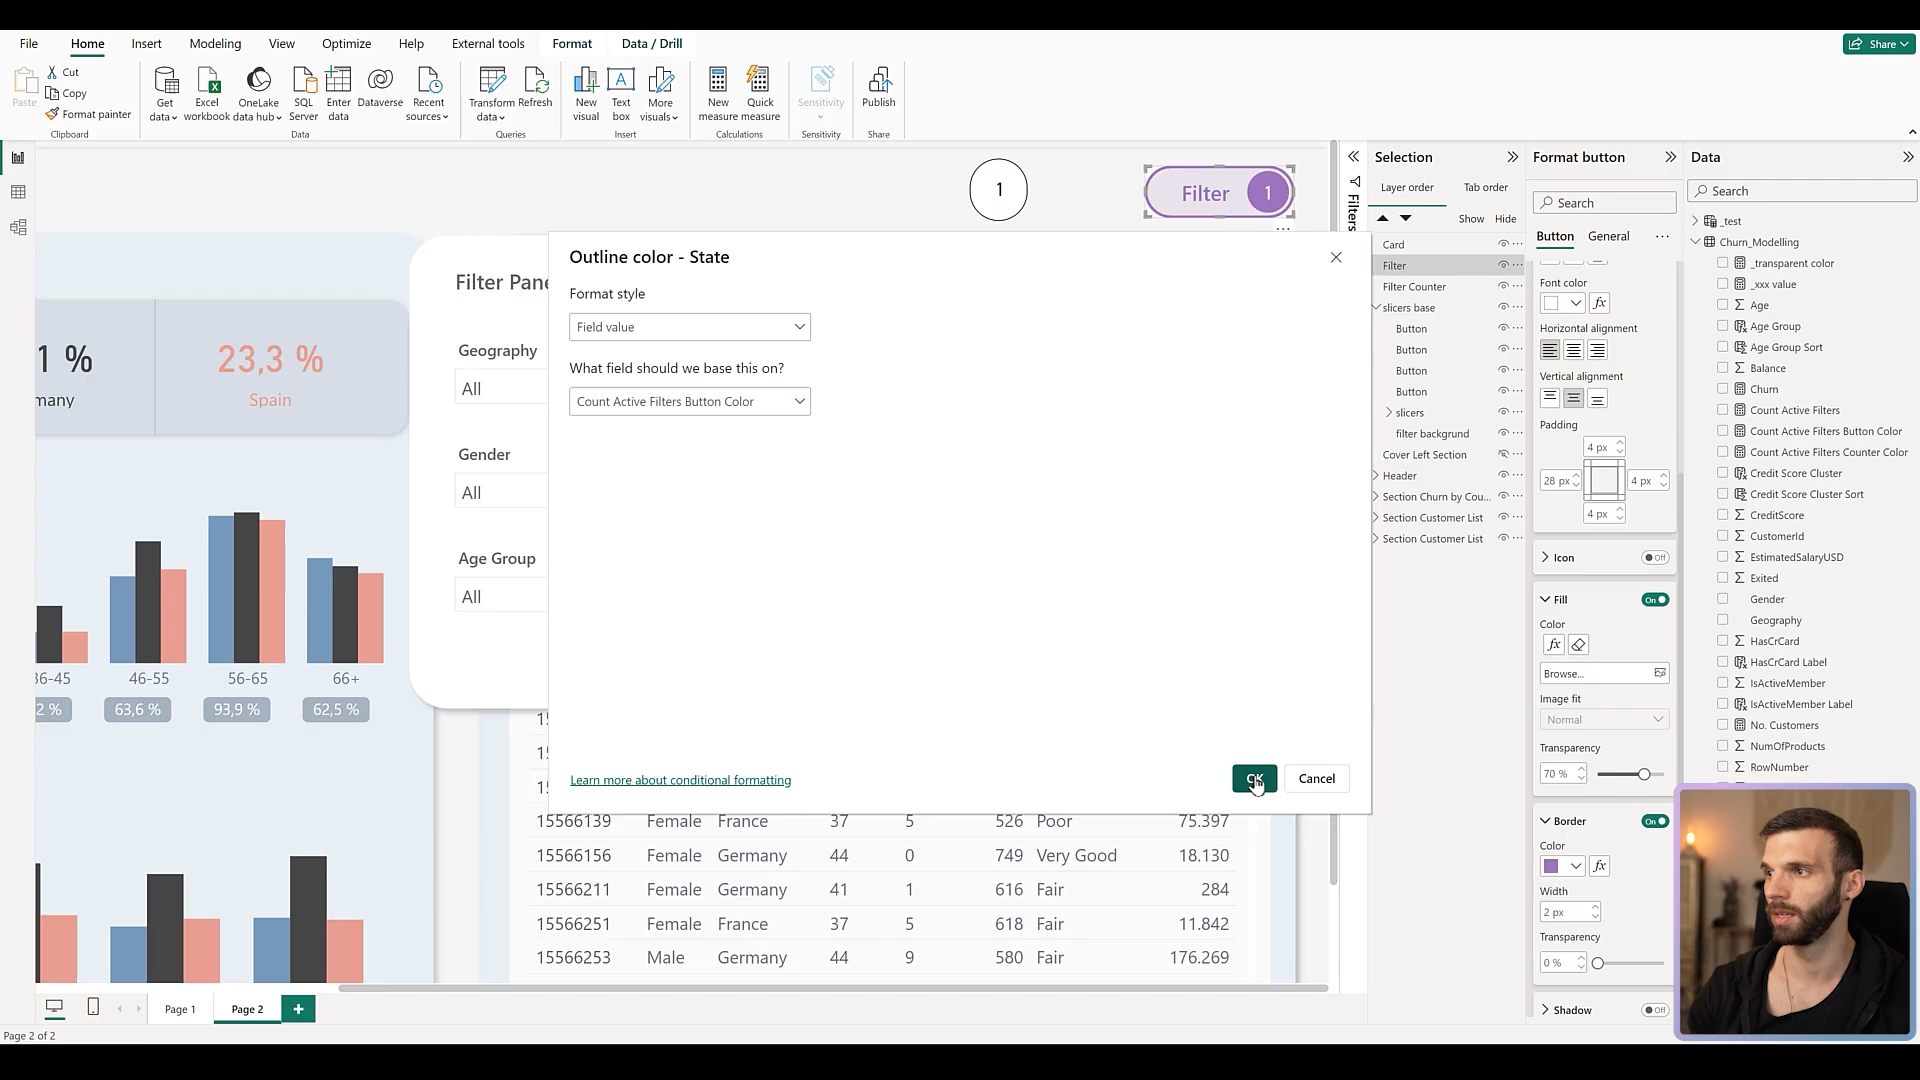 File Home Insert Modeling View Optimize Help External tools Format Data / Drill Share
Paste Cut Copy Format painter
Clipboard
Get data Excel workbook OneLake data hub SQL Server Enter data Dataverse Recent sources
Data
Transform data Refresh
Queries
New visual Text box More visuals
Insert
New measure Quick measure
Calculations
Sensitivity
Sensitivity
Publish
Share
1
Filter 1
Filters
1 %
many
23,3 %
Spain
36-45 46-55 56-65 66+
2 % 63,6 % 93,9 % 62,5 %
Filter Pane
Geography
All
Gender
All
Age Group
All
Outline color - State
Format style
Field value
What field should we base this on?
Count Active Filters Button Color
Learn more about conditional formatting
OK Cancel
15566139 Female France 37 5 526 Poor 75.397
15566156 Female Germany 44 0 749 Very Good 18.130
15566211 Female Germany 41 1 616 Fair 284
15566251 Female France 37 5 618 Fair 11.842
15566253 Male Germany 44 9 580 Fair 176.269
Selection
Layer order Tab order
Show Hide
Card
Filter
Filter Counter
slicers base
Button
Button
Button
Button
slicers
filter backgrund
Cover Left Section
Header
Section Churn by Cou...
Section Customer List
Section Customer List
Format button
Search
Button General
Font color
Horizontal alignment
Vertical alignment
Padding
4 px
28 px 4 px
4 px
Icon Off
Fill On
Color
Browse...
Image fit
Normal
Transparency
70 %
Border On
Color
Width
2 px
Transparency
0 %
Shadow Off
Data
Search
_test
Churn_Modelling
_transparent color
_xxx value
Age
Age Group
Age Group Sort
Balance
Churn
Count Active Filters
Count Active Filters Button Color
Count Active Filters Counter Color
Credit Score Cluster
Credit Score Cluster Sort
CreditScore
CustomerId
EstimatedSalaryUSD
Exited
Gender
Geography
HasCrCard
HasCrCard Label
IsActiveMember
IsActiveMember Label
No. Customers
NumOfProducts
RowNumber
Page 1 Page 2
Page 2 of 2